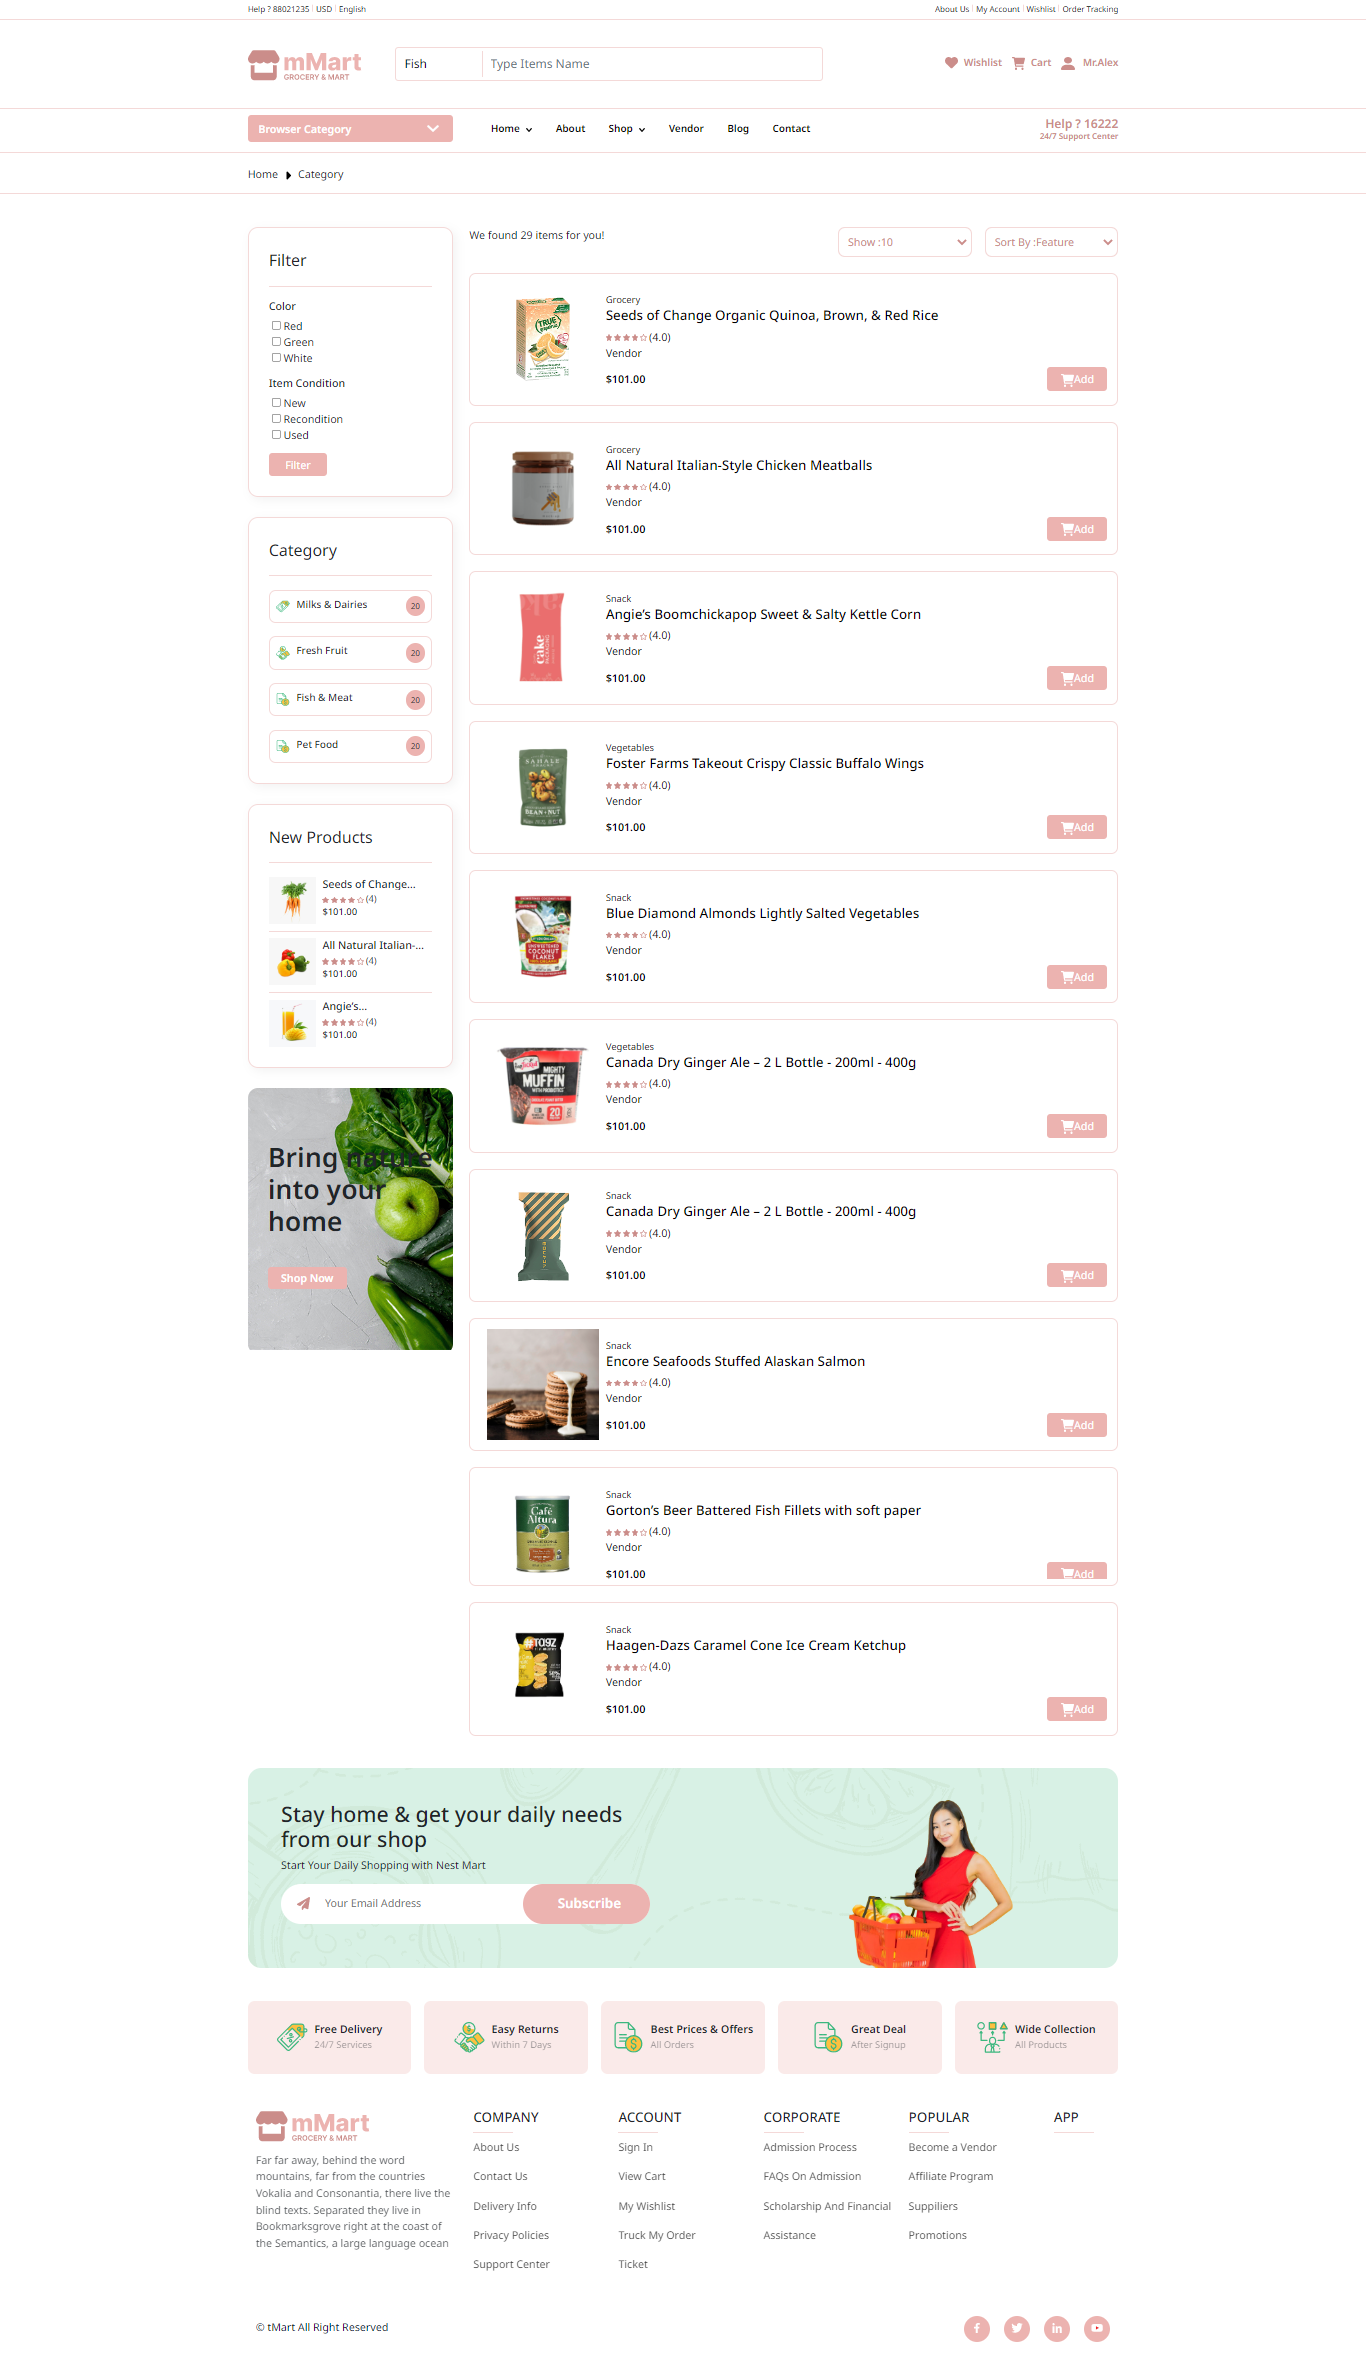 Help ? 88021235 USD English
About Us My Account Wishlist Order Tracking
mMart
GROCERY & MART
Fish
Type Items Name
Wishlist Cart Mr.Alex
Browser Category
Home About Shop Vendor Blog Contact
Help ? 16222
24/7 Support Center
Home Category
Filter
Color
Red
Green
White
Item Condition
New
Recondition
Used
Filter
Category
Milks & Dairies 20
Fresh Fruit 20
Fish & Meat 20
Pet Food 20
New Products
Seeds of Change...
(4)
$101.00
All Natural Italian-...
(4)
$101.00
Angie's...
(4)
$101.00
Bring nature
into your
home
Shop Now
We found 29 items for you!
Show :10
Sort By :Feature
TRUE
Grocery
Seeds of Change Organic Quinoa, Brown, & Red Rice
(4.0)
Vendor
$101.00
Add
Grocery
All Natural Italian-Style Chicken Meatballs
(4.0)
Vendor
$101.00
Add
cake
Snack
Angie's Boomchickapop Sweet & Salty Kettle Corn
(4.0)
Vendor
$101.00
Add
SAHALE
BEAN + NUT
Vegetables
Foster Farms Takeout Crispy Classic Buffalo Wings
(4.0)
Vendor
$101.00
Add
UNSWEETENED
COCONUT
FLAKES
Snack
Blue Diamond Almonds Lightly Salted Vegetables
(4.0)
Vendor
$101.00
Add
MIGHTY
MUFFIN
20
Vegetables
Canada Dry Ginger Ale – 2 L Bottle - 200ml - 400g
(4.0)
Vendor
$101.00
Add
Snack
Canada Dry Ginger Ale – 2 L Bottle - 200ml - 400g
(4.0)
Vendor
$101.00
Add
Snack
Encore Seafoods Stuffed Alaskan Salmon
(4.0)
Vendor
$101.00
Add
Café
Altura
Snack
Gorton's Beer Battered Fish Fillets with soft paper
(4.0)
Vendor
$101.00
Add
#TAGZ
Snack
Haagen-Dazs Caramel Cone Ice Cream Ketchup
(4.0)
Vendor
$101.00
Add
Stay home & get your daily needs
from our shop
Start Your Daily Shopping with Nest Mart
Your Email Address
Subscribe
Free Delivery
24/7 Services
Easy Returns
Within 7 Days
Best Prices & Offers
All Orders
Great Deal
After Signup
Wide Collection
All Products
mMart
GROCERY & MART
Far far away, behind the word
mountains, far from the countries
Vokalia and Consonantia, there live the
blind texts. Separated they live in
Bookmarksgrove right at the coast of
the Semantics, a large language ocean
COMPANY
About Us
Contact Us
Delivery Info
Privacy Policies
Support Center
ACCOUNT
Sign In
View Cart
My Wishlist
Truck My Order
Ticket
CORPORATE
Admission Process
FAQs On Admission
Scholarship And Financial
Assistance
POPULAR
Become a Vendor
Affiliate Program
Suppiliers
Promotions
APP
© tMart All Right Reserved